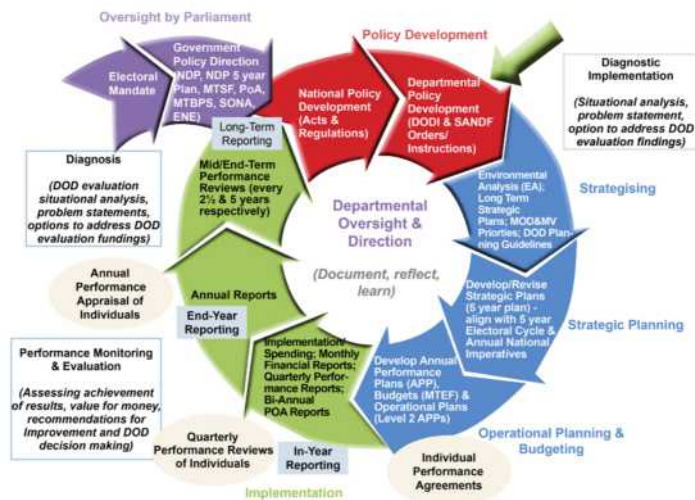 Oversight by Parliament
Electoral
Mandate
Government
Policy Direction
(NDP, NDP 5 year
Plan, MTSF, PoA,
MTBPS, SONA,
ENE)
Policy Development
National Policy
Development
(Acts &
Regulations)
Departmental
Policy
Development
(DODI & SANDF
Orders/
Instructions)
Diagnostic
Implementation
(Situational analysis,
problem statement,
option to address DOD
evaluation findings)
Long-Term
Reporting
Mid/End-Term
Performance
Reviews (every
2½ & 5 years
respectively)
Diagnosis
(DOD evaluation
situational analysis,
problem statements,
options to address DOD
evaluation fundings)
Departmental
Oversight &
Direction
(Document, reflect,
learn)
Environmental
Analysis (EA);
Long Term
Strategic
Plans; MOD&MV
Priorties; DOD Plan-
ning Guidelines
Strategising
Annual
Performance
Appraisal of
Individuals
Annual Reports
End-Year
Reporting
Develop/Revise
Strategic Plans
(5 year plan) -
align with 5 year
Electoral Cycle &
Annual National
Imperatives
Strategic Planning
Performance Monitoring
& Evaluation
(Assessing achievement
of results, value for money,
recommendations for
Improvement and DOD
decision making)
Implementation/
Spending; Monthly
Financial Reports;
Quarterly Perfor-
mance Reports;
Bi-Annual
POA Reports
Develop Annual
Performance
Plans (APP),
Budgets (MTEF) &
Operational Plans
(Level 2 APPs)
Operational Planning &
Budgeting
Quarterly
Performance Reviews
of Individuals
In-Year
Reporting
Individual
Performance
Agreements
Implementation